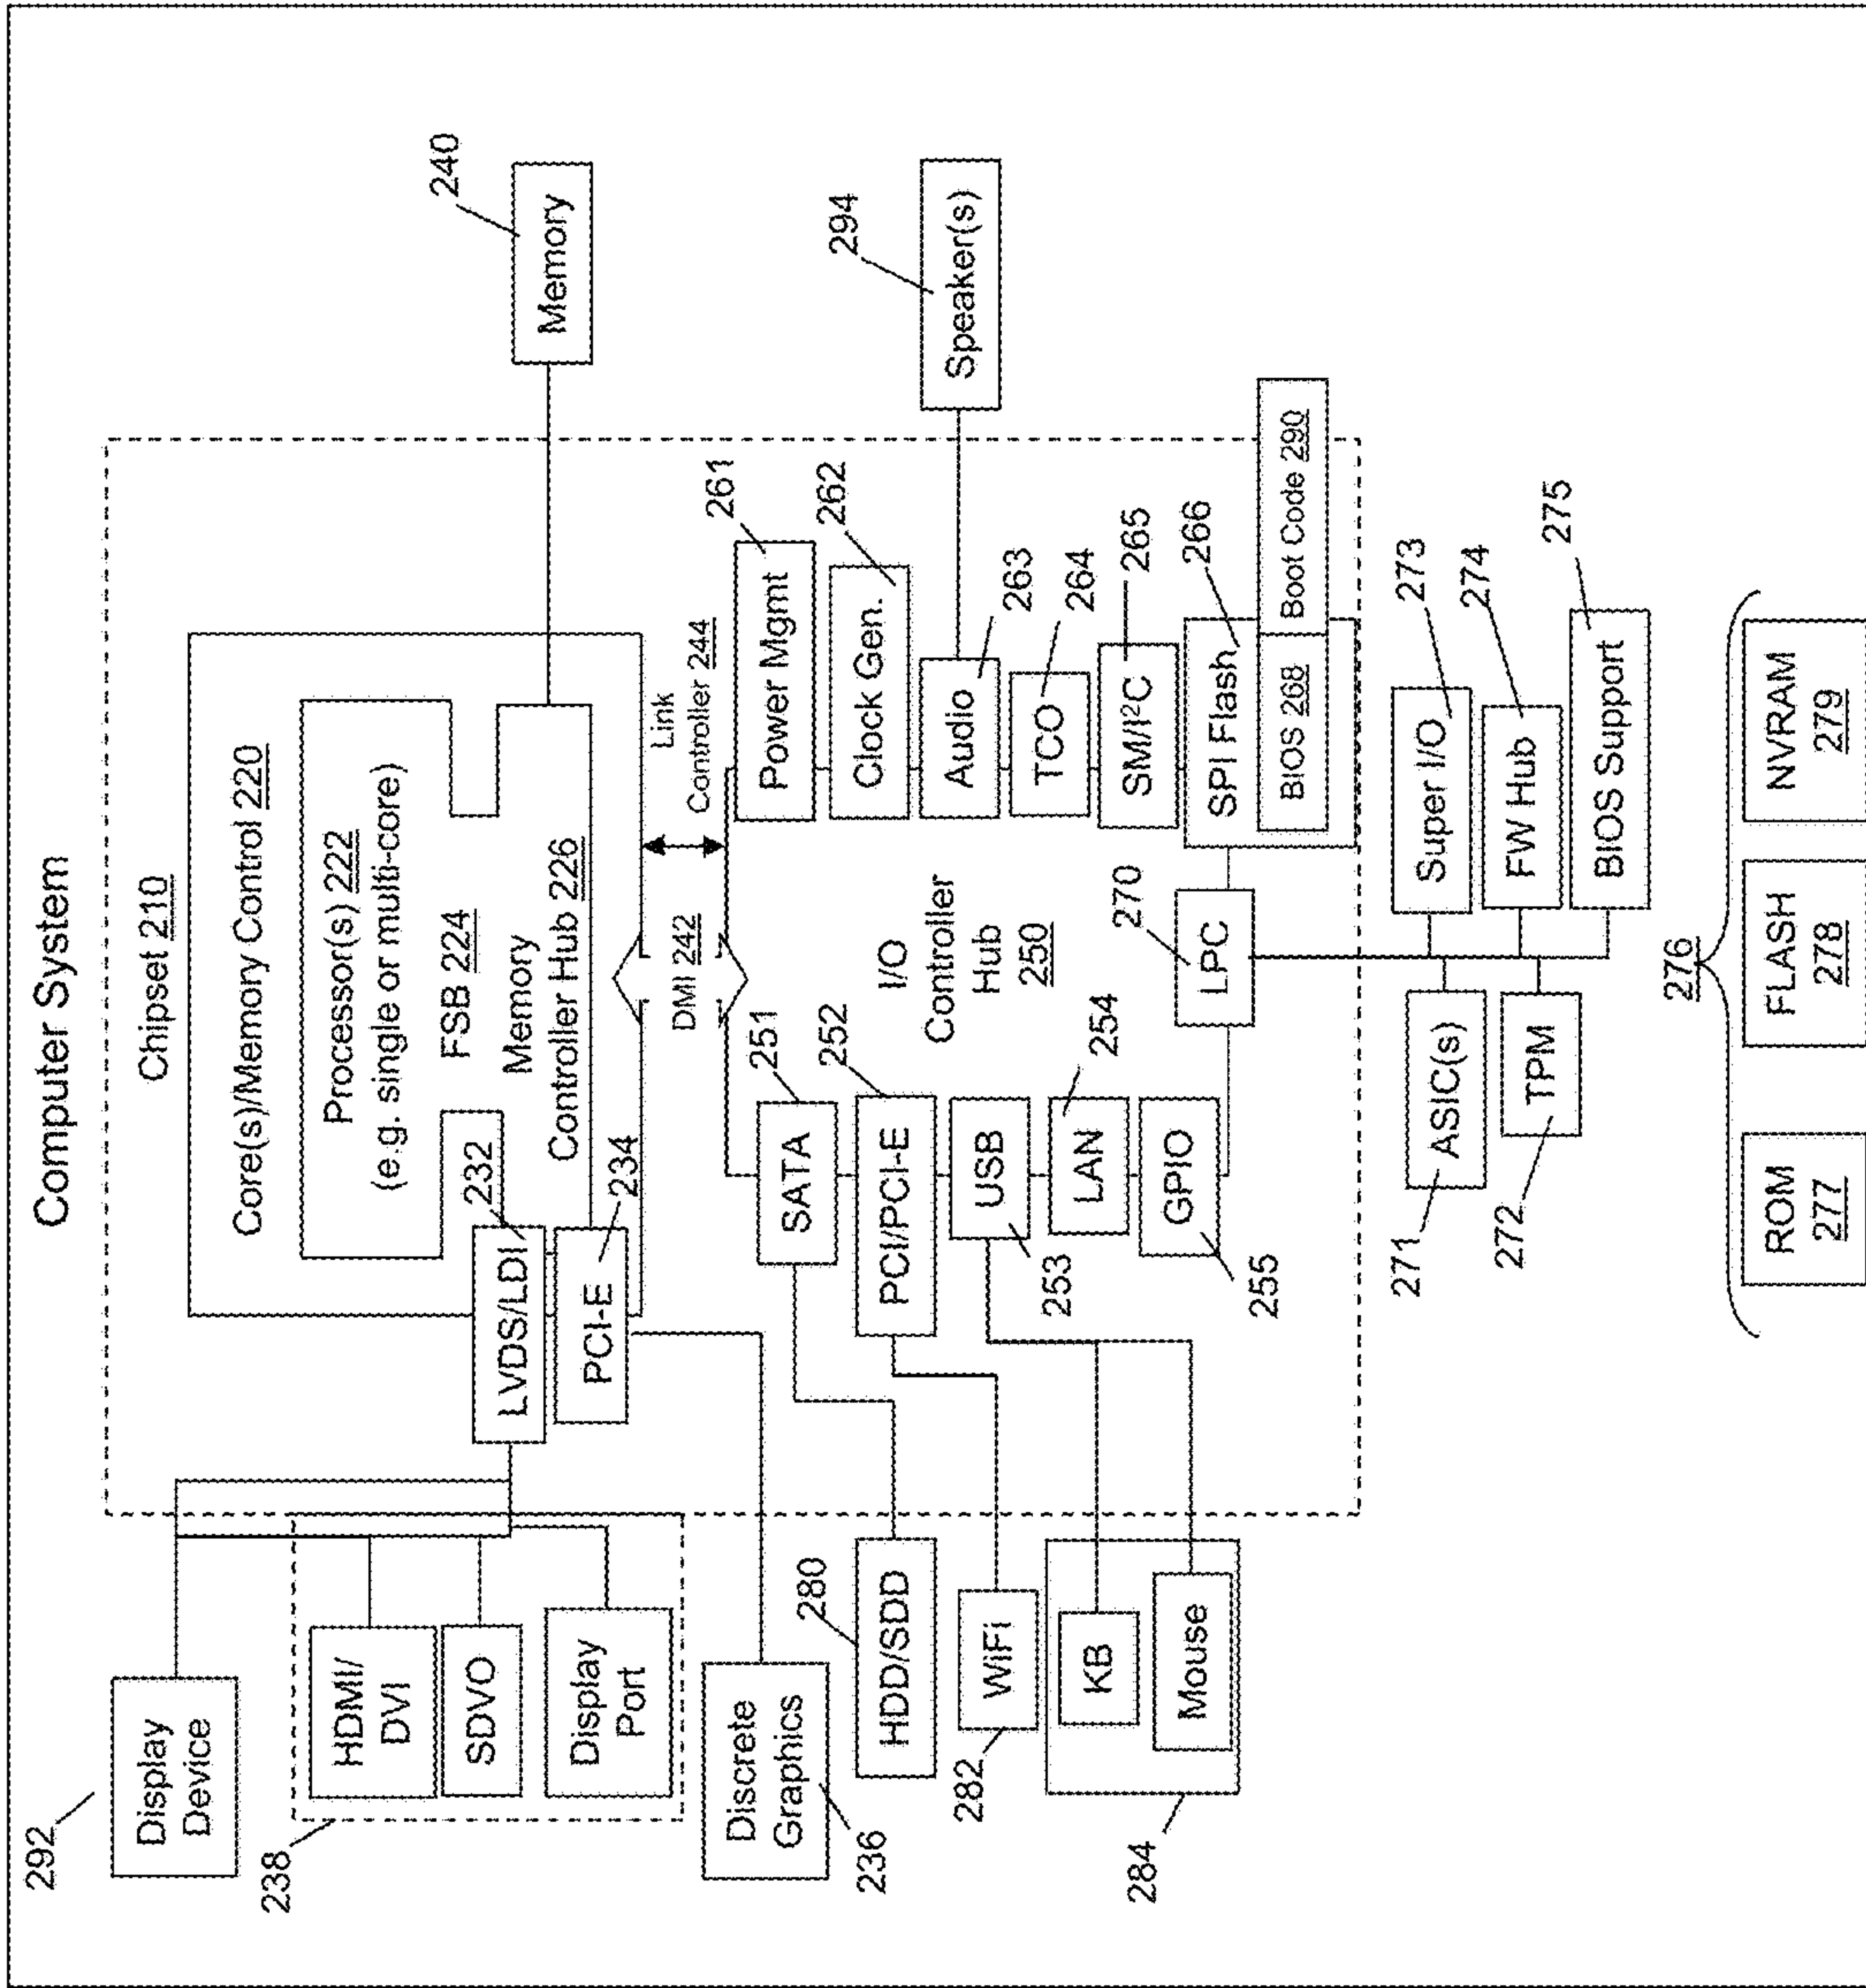 Computer System
Chipset 210
Core(s)/Memory Control 220
Processor(s) 222
(e.g. single or multi-core)
FSB 224
Memory
Controller Hub 226
232
LVDS/LDI
PCI-E
234
Memory
240
292
Display
Device
238
HDMI/
DVI
SDVO
Display
Port
Discrete
Graphics
236
DMI 242
Link
Controller 244
I/O
Controller
Hub
250
251
SATA
252
PCI/PCI-E
USB
253
254
LAN
GPIO
255
Power Mgmt
261
Clock Gen.
262
Audio
263
Speaker(s)
294
TCO
264
SM/I²C
265
SPI Flash
266
BIOS 268
Boot Code 290
270
LPC
280
HDD/SDD
WiFi
282
KB
Mouse
284
271
ASIC(s)
TPM
272
Super I/O
273
FW Hub
274
BIOS Support
275
276
ROM
277
FLASH
278
NVRAM
279